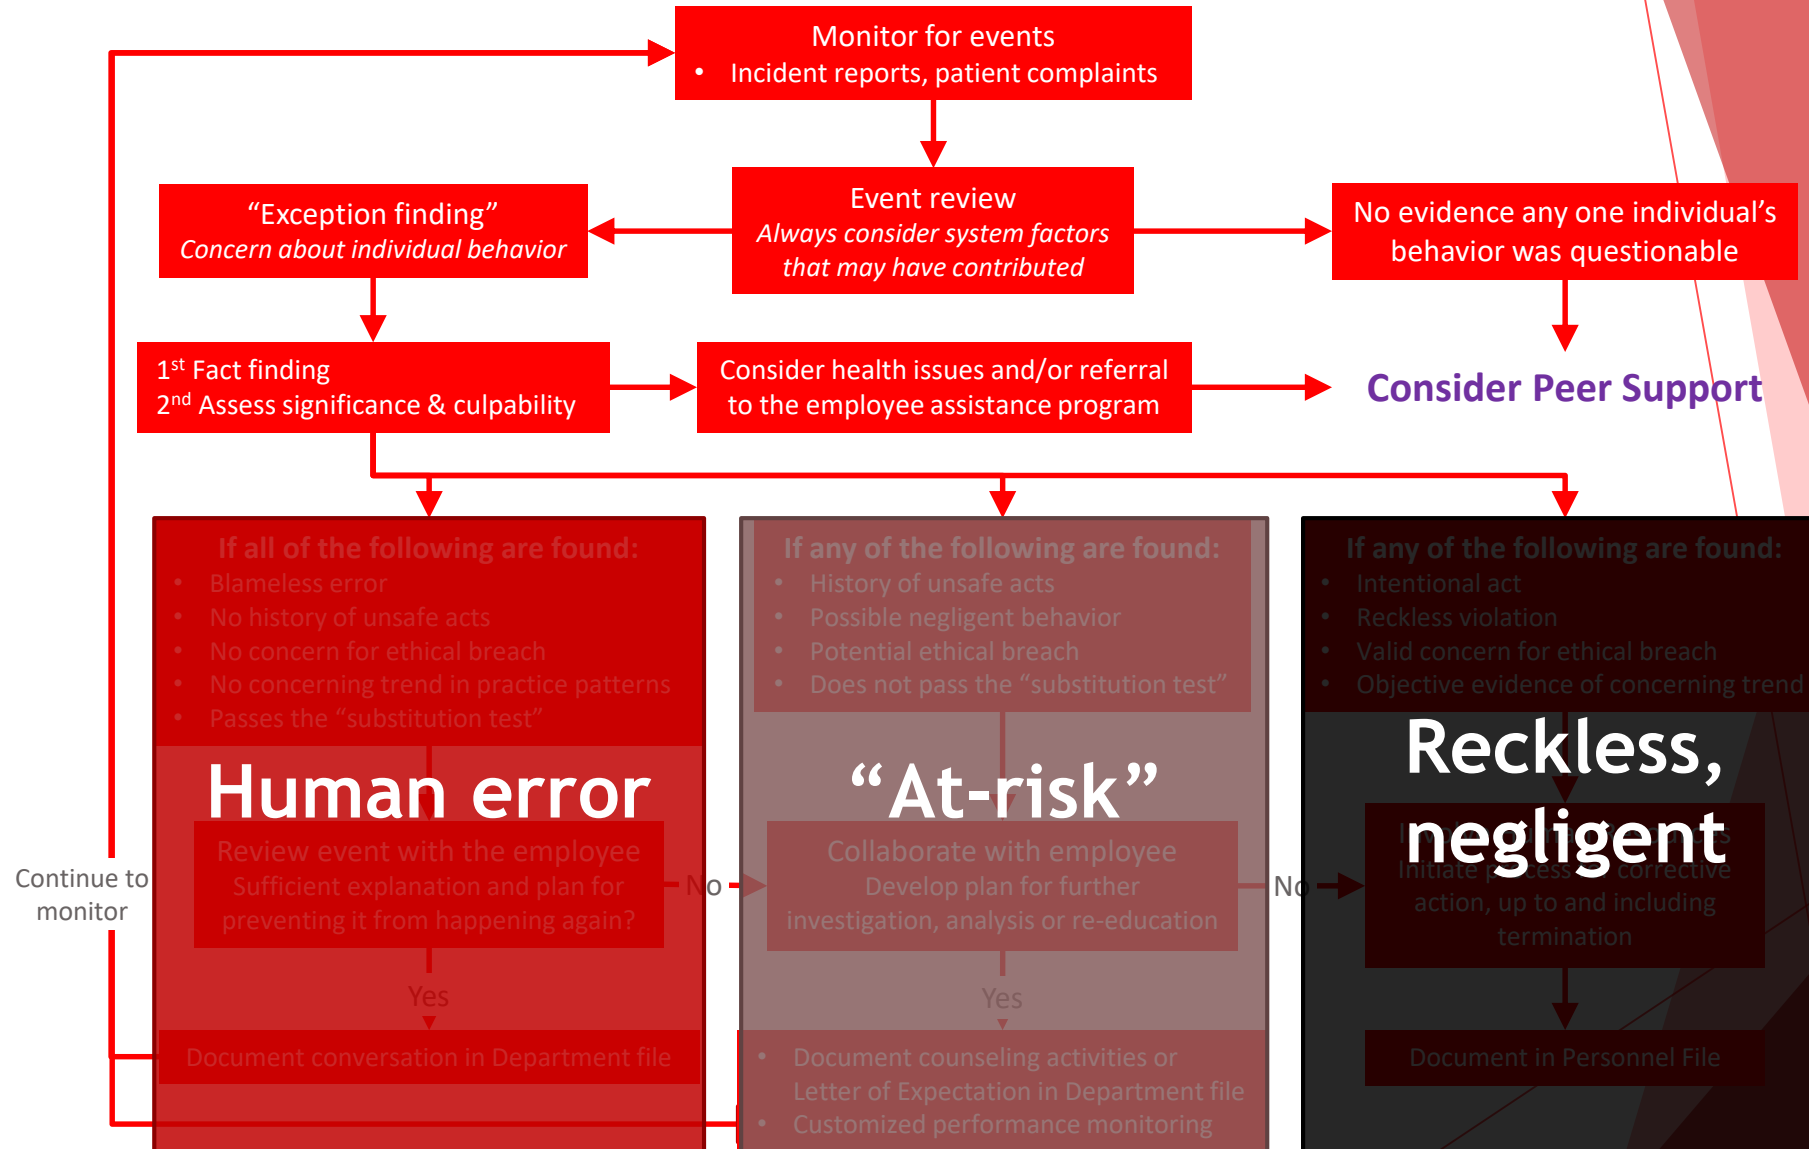 Monitor for events
• Incident reports, patient complaints
“Exception finding”
Concern about individual behavior
Event review
Always consider system factors
that may have contributed
No evidence any one individual’s
behavior was questionable
1st Fact finding
2nd Assess significance & culpability
Consider health issues and/or referral
to the employee assistance program
Consider Peer Support
If all of the following are found:
• Blameless error
• No history of unsafe acts
• No concern for ethical breach
• No concerning trend in practice patterns
• Passes the “substitution test”
Human error
Review event with the employee
Sufficient explanation and plan for
preventing it from happening again?
No
Yes
Document conversation in Department file
If any of the following are found:
• History of unsafe acts
• Possible negligent behavior
• Potential ethical breach
• Does not pass the “substitution test”
“At-risk”
Collaborate with employee
Develop plan for further
investigation, analysis or re-education
No
Yes
• Document counseling activities or
Letter of Expectation in Department file
• Customized performance monitoring
If any of the following are found:
• Intentional act
• Reckless violation
• Valid concern for ethical breach
• Objective evidence of concerning trend
Reckless,
negligent
Initiate corrective
action, up to and including
termination
Document in Personnel File
Continue to
monitor